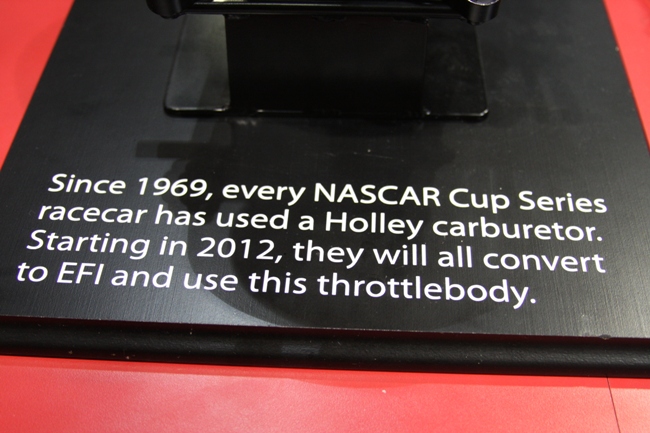 Since 1969, every NASCAR Cup Series
racecar has used a Holley carburetor.
Starting in 2012, they will all convert
to EFI and use this throttlebody.